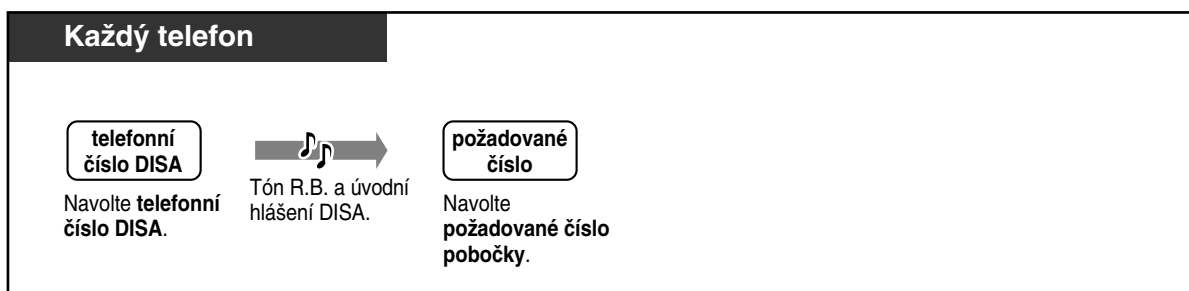 Každý telefon
telefonní
číslo DISA
Navolte telefonní
číslo DISA.
Tón R.B. a úvodní
hlášení DISA.
požadované
číslo
Navolte
požadované číslo
pobočky.